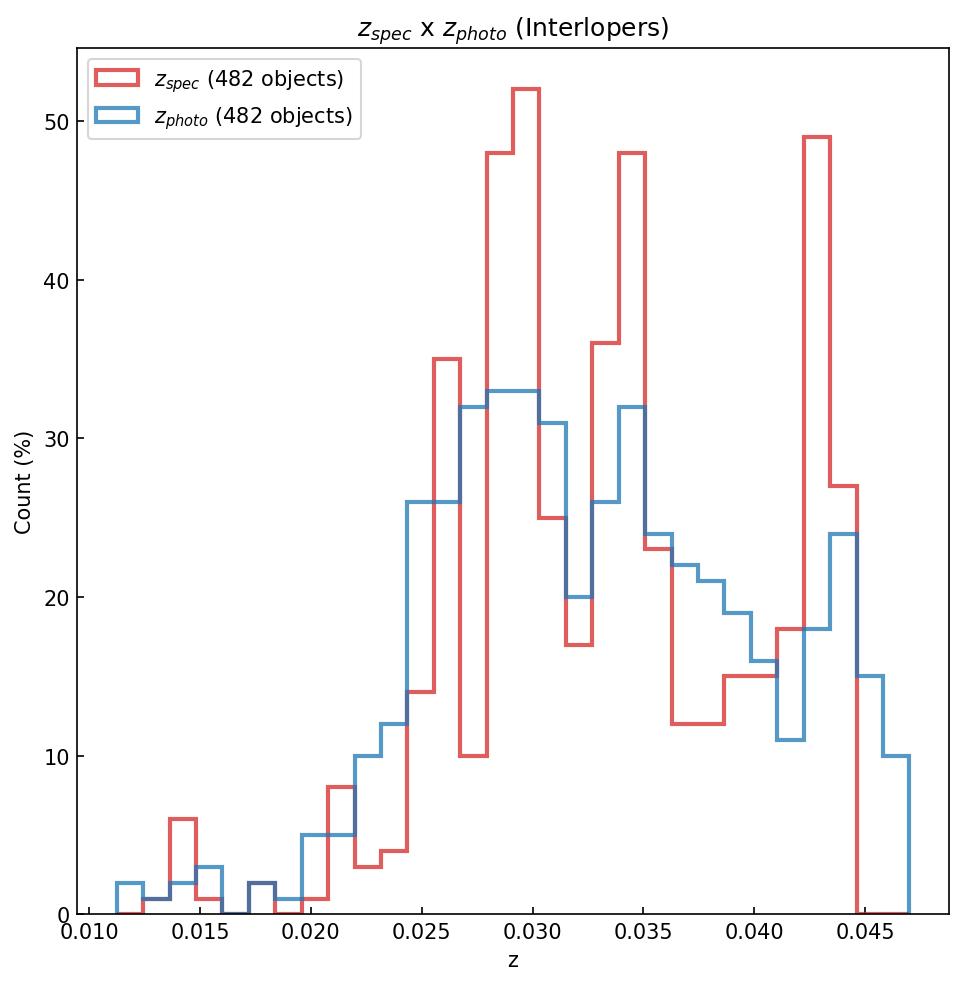 z_spec x z_photo (Interlopers)
z_spec (482 objects)
z_photo (482 objects)
Count (%)
50
40
30
20
10
0
0.010 0.015 0.020 0.025 0.030 0.035 0.040 0.045
z